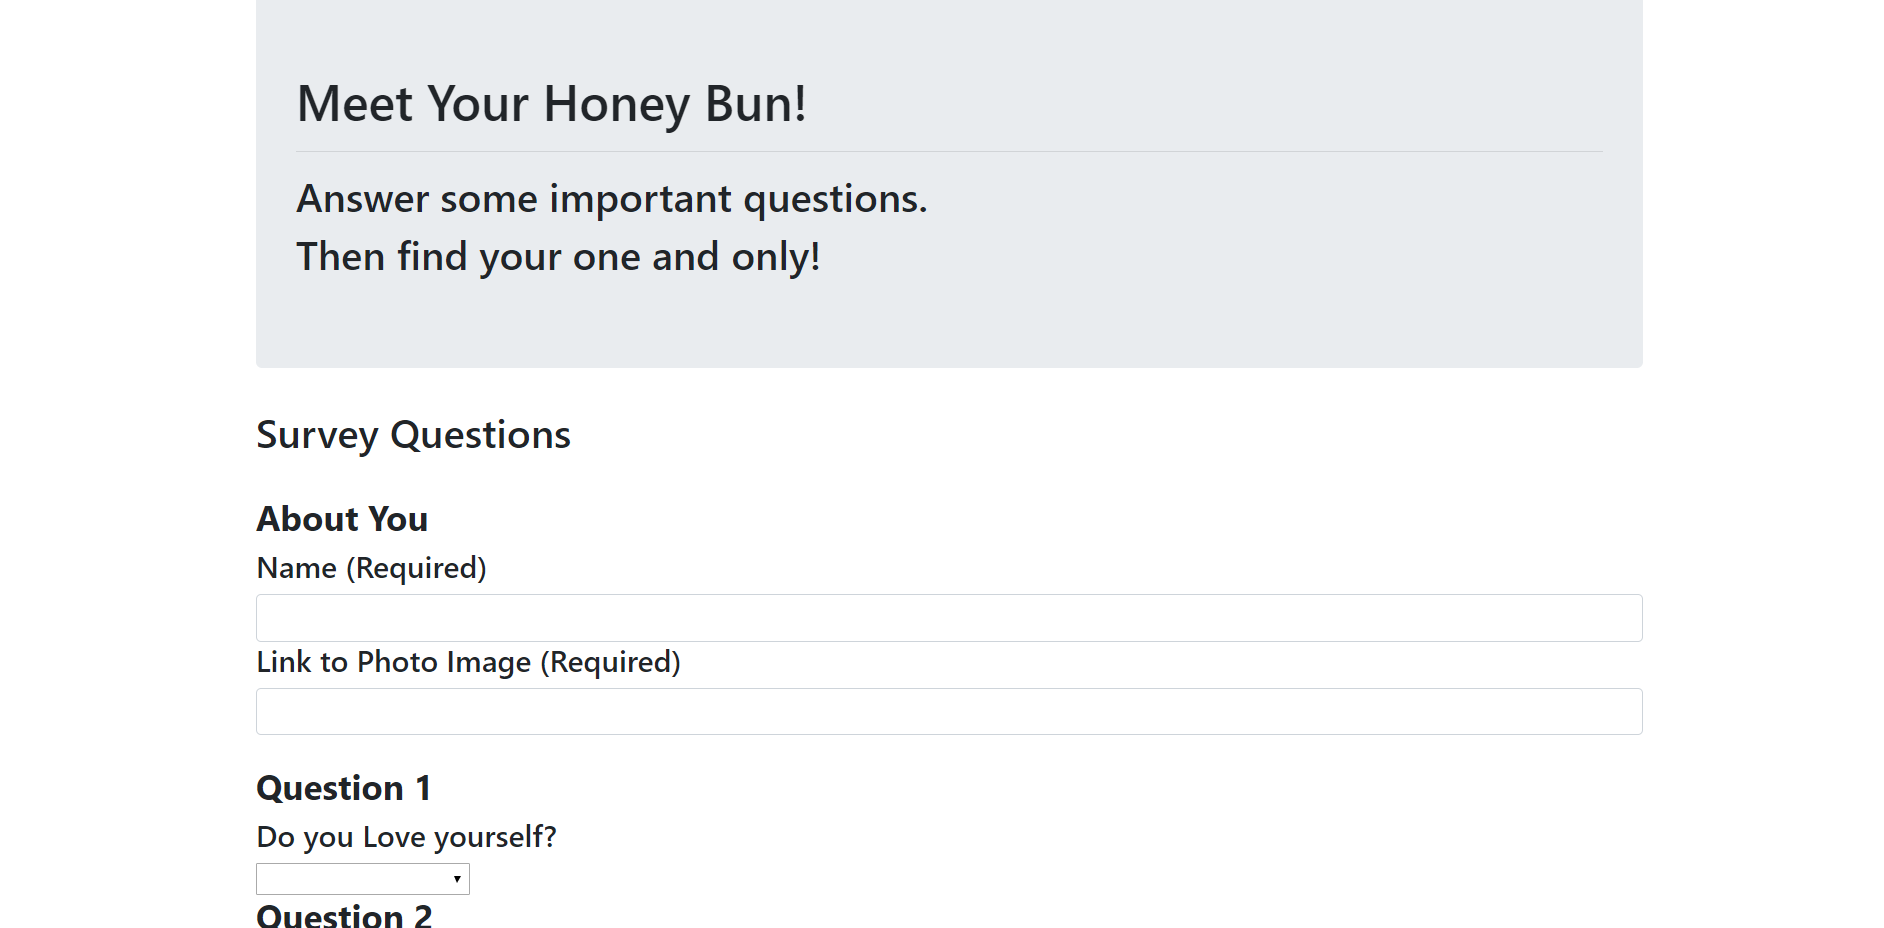 Meet Your Honey Bun!
Answer some important questions.
Then find your one and only!
Survey Questions
About You
Name (Required)
Link to Photo Image (Required)
Question 1
Do you Love yourself?
Question 2